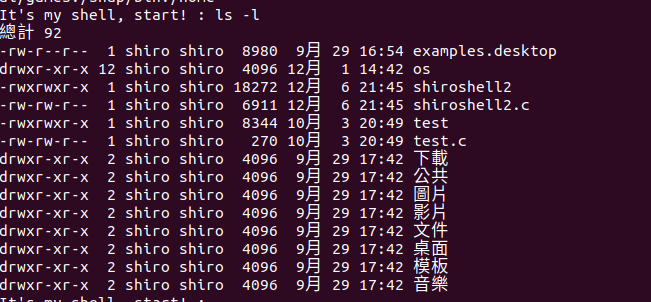 It's my shell, start! : ls -l
總計 92
-rw-r--r--  1 shiro shiro  8980  9月 29 16:54 examples.desktop
drwxr-xr-x 12 shiro shiro  4096 12月  1 14:42 os
-rwxrwxr-x  1 shiro shiro 18272 12月  6 21:45 shiroshell2
-rw-rw-r--  1 shiro shiro  6911 12月  6 21:45 shiroshell2.c
-rwxrwxr-x  1 shiro shiro  8344 10月  3 20:49 test
-rw-rw-r--  1 shiro shiro   270 10月  3 20:49 test.c
drwxr-xr-x  2 shiro shiro  4096  9月 29 17:42 下載
drwxr-xr-x  2 shiro shiro  4096  9月 29 17:42 公共
drwxr-xr-x  2 shiro shiro  4096  9月 29 17:42 圖片
drwxr-xr-x  2 shiro shiro  4096  9月 29 17:42 影片
drwxr-xr-x  2 shiro shiro  4096  9月 29 17:42 文件
drwxr-xr-x  2 shiro shiro  4096  9月 29 17:42 桌面
drwxr-xr-x  2 shiro shiro  4096  9月 29 17:42 模板
drwxr-xr-x  2 shiro shiro  4096  9月 29 17:42 音樂
It's my shell, start! :